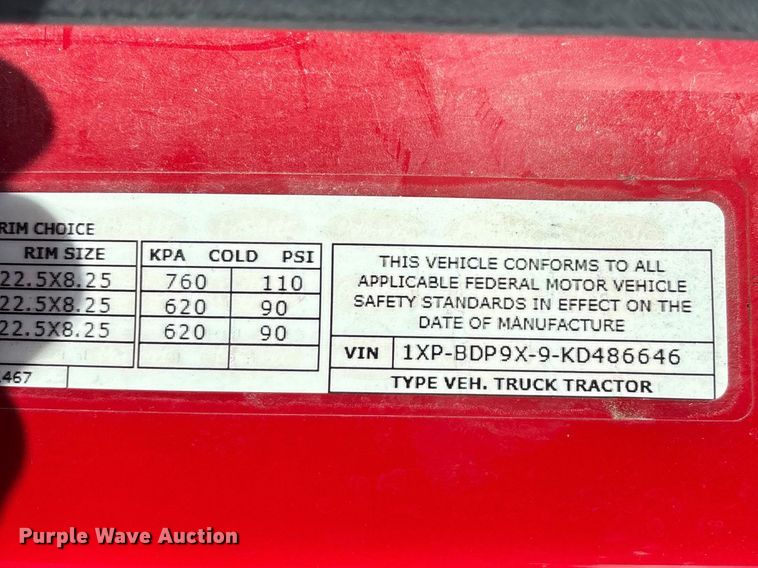 RIM CHOICE
RIM SIZE KPA COLD PSI
22.5X8.25 760 110
22.5X8.25 620 90
22.5X8.25 620 90
THIS VEHICLE CONFORMS TO ALL
APPLICABLE FEDERAL MOTOR VEHICLE
SAFETY STANDARDS IN EFFECT ON THE
DATE OF MANUFACTURE
VIN 1XP-BDP9X-9-KD486646
467
TYPE VEH. TRUCK TRACTOR
Purple Wave Auction